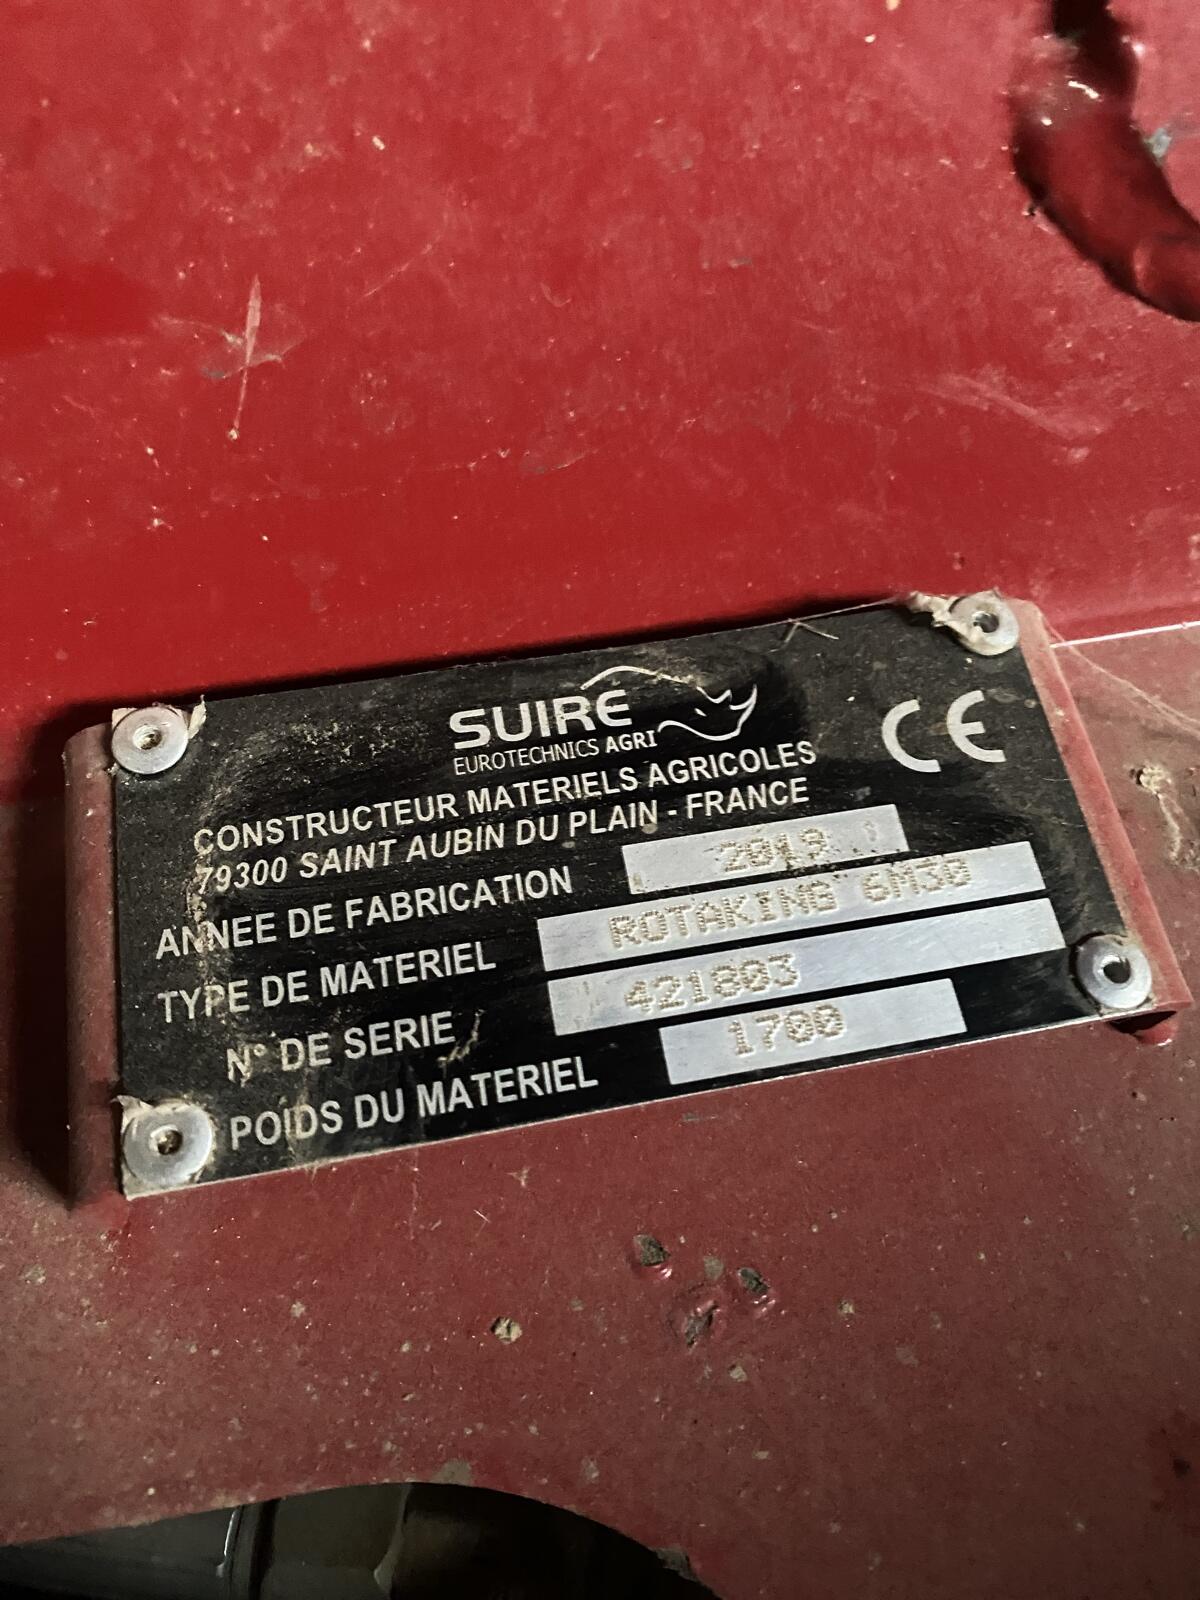 SUIRE
EUROTECHNICS AGRI
CE
CONSTRUCTEUR MATERIELS AGRICOLES
79300 SAINT AUBIN DU PLAIN - FRANCE
ANNEE DE FABRICATION 2019
TYPE DE MATERIEL ROTAKING 6M30
N° DE SERIE 421803
POIDS DU MATERIEL 1700